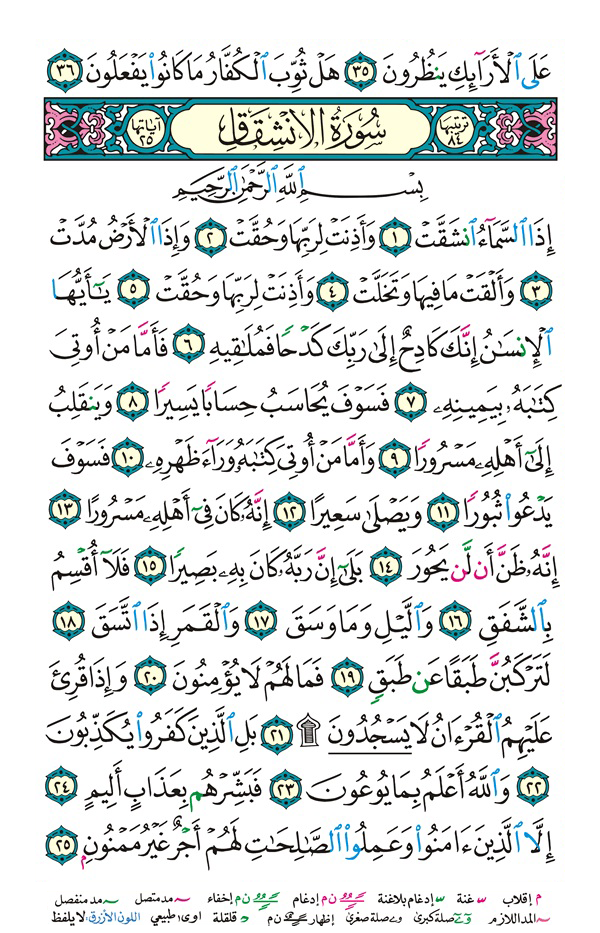 عَلَى ٱلْأَرَآئِكِ يَنظُرُونَ ٣٥ هَلْ ثُوِّبَ ٱلْكُفَّارُ مَا كَانُوا۟ يَفْعَلُونَ ٣٦
ترتيبها ٨٤ سُورَةُ الانْشِقَاقِ آياتها ٢٥
بِسْمِ ٱللَّهِ ٱلرَّحْمَٰنِ ٱلرَّحِيمِ
إِذَا ٱلسَّمَآءُ ٱنشَقَّتْ ١ وَأَذِنَتْ لِرَبِّهَا وَحُقَّتْ ٢ وَإِذَا ٱلْأَرْضُ مُدَّتْ
٣ وَأَلْقَتْ مَا فِيهَا وَتَخَلَّتْ ٤ وَأَذِنَتْ لِرَبِّهَا وَحُقَّتْ ٥ يَٰٓأَيُّهَا
ٱلْإِنسَٰنُ إِنَّكَ كَادِحٌ إِلَىٰ رَبِّكَ كَدْحًا فَمُلَٰقِيهِ ٦ فَأَمَّا مَنْ أُوتِىَ
كِتَٰبَهُۥ بِيَمِينِهِۦ ٧ فَسَوْفَ يُحَاسَبُ حِسَابًا يَسِيرًا ٨ وَيَنقَلِبُ
إِلَىٰٓ أَهْلِهِۦ مَسْرُورًا ٩ وَأَمَّا مَنْ أُوتِىَ كِتَٰبَهُۥ وَرَآءَ ظَهْرِهِۦ ١٠ فَسَوْفَ
يَدْعُوا۟ ثُبُورًا ١١ وَيَصْلَىٰ سَعِيرًا ١٢ إِنَّهُۥ كَانَ فِىٓ أَهْلِهِۦ مَسْرُورًا ١٣
إِنَّهُۥ ظَنَّ أَن لَّن يَحُورَ ١٤ بَلَىٰٓ إِنَّ رَبَّهُۥ كَانَ بِهِۦ بَصِيرًا ١٥ فَلَآ أُقْسِمُ
بِٱلشَّفَقِ ١٦ وَٱلَّيْلِ وَمَا وَسَقَ ١٧ وَٱلْقَمَرِ إِذَا ٱتَّسَقَ ١٨
لَتَرْكَبُنَّ طَبَقًا عَن طَبَقٍ ١٩ فَمَا لَهُمْ لَا يُؤْمِنُونَ ٢٠ وَإِذَا قُرِئَ
عَلَيْهِمُ ٱلْقُرْءَانُ لَا يَسْجُدُونَ ۩ ٢١ بَلِ ٱلَّذِينَ كَفَرُوا۟ يُكَذِّبُونَ
٢٢ وَٱللَّهُ أَعْلَمُ بِمَا يُوعُونَ ٢٣ فَبَشِّرْهُم بِعَذَابٍ أَلِيمٍ ٢٤
إِلَّا ٱلَّذِينَ ءَامَنُوا۟ وَعَمِلُوا۟ ٱلصَّٰلِحَٰتِ لَهُمْ أَجْرٌ غَيْرُ مَمْنُونٍۭ ٢٥
م إقلاب غنة إدغام بلاغنة ن م إدغام ن م إخفاء مد متصل مد منفصل
المد اللازم صلة كبرى صلة صغرى إظهار ن م قلقلة اوى: طبيعي اللون الأزرق: لا يلفظ